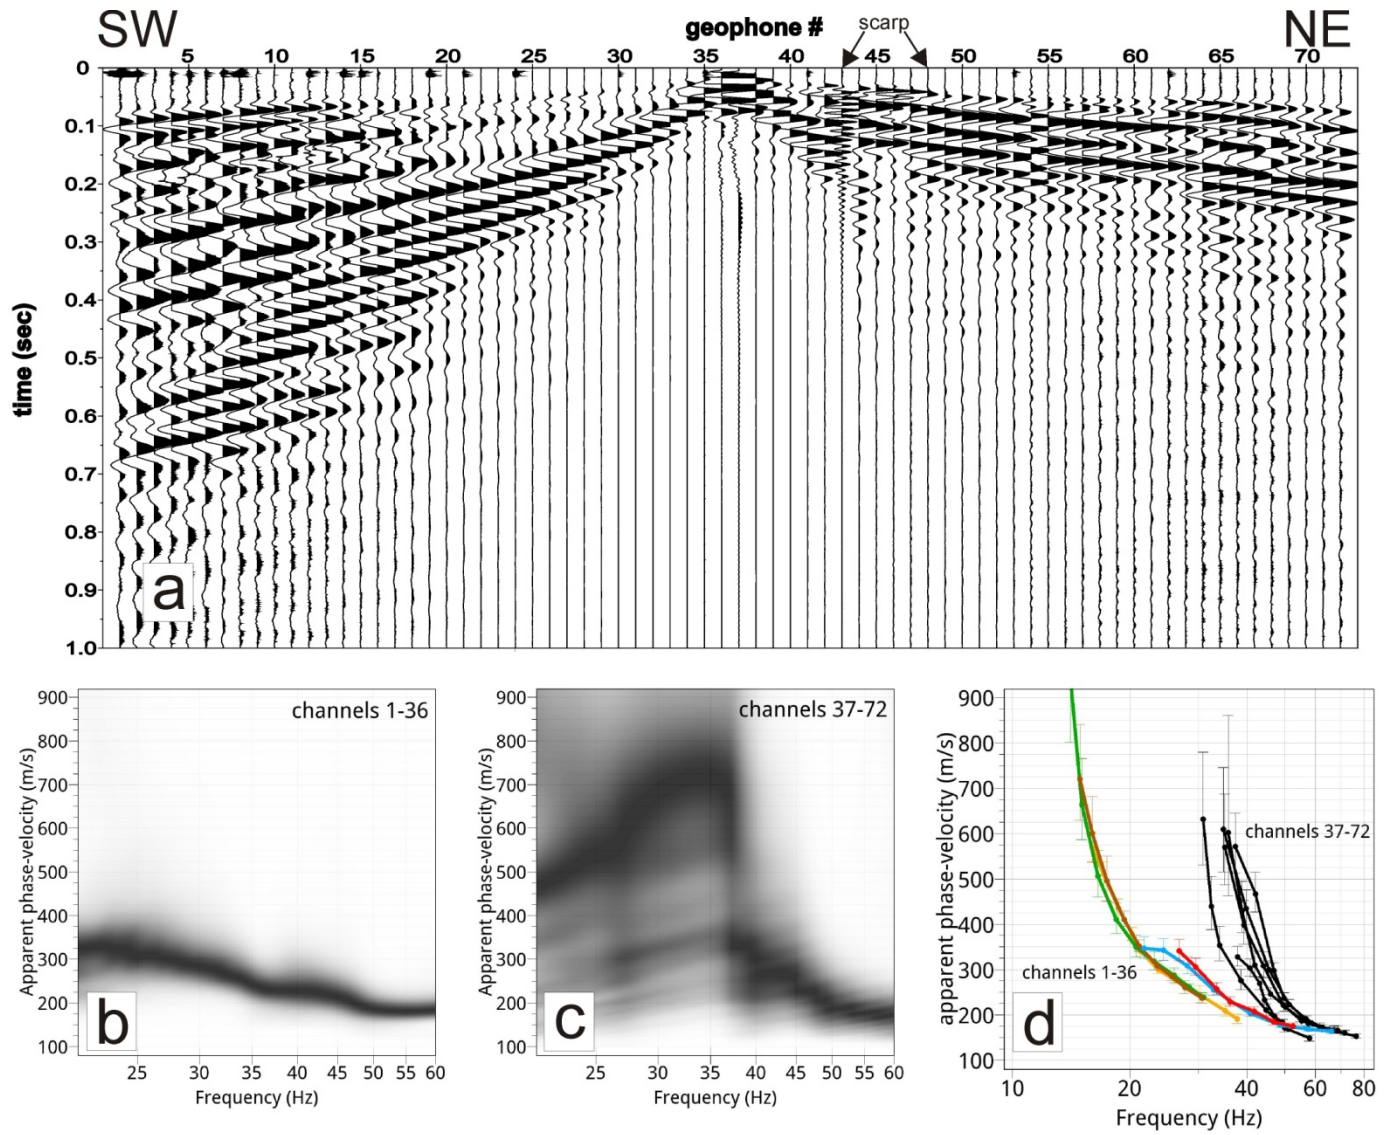 SW geophone # scarp NE
5 10 15 20 25 30 35 40 45 50 55 60 65 70
0
0.1
0.2
0.3
0.4
0.5
0.6
0.7
0.8
0.9
1.0
time (sec)
a
900
800
700
600
500
400
300
200
100
Apparent phase-velocity (m/s)
channels 1-36
b
25 30 35 40 45 50 55 60
Frequency (Hz)
900
800
700
600
500
400
300
200
100
Apparent phase-velocity (m/s)
channels 37-72
c
25 30 35 40 45 50 55 60
Frequency (Hz)
900
800
700
600
500
400
300
200
100
apparent phase-velocity (m/s)
channels 37-72
channels 1-36
d
10 20 40 60 80
Frequency (Hz)